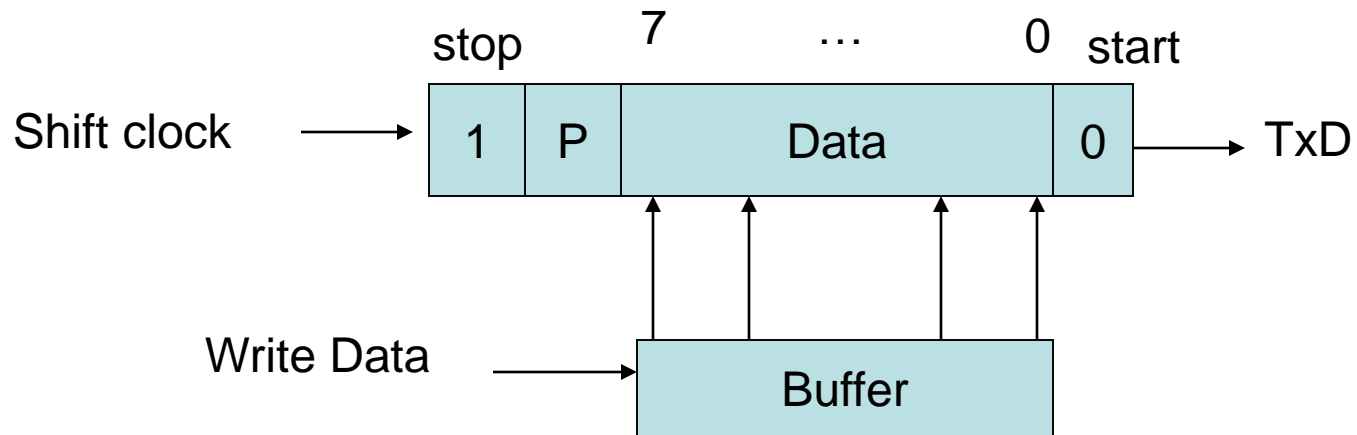 stop 7 … 0 start
Shift clock 1 P Data 0 TxD
Write Data
Buffer